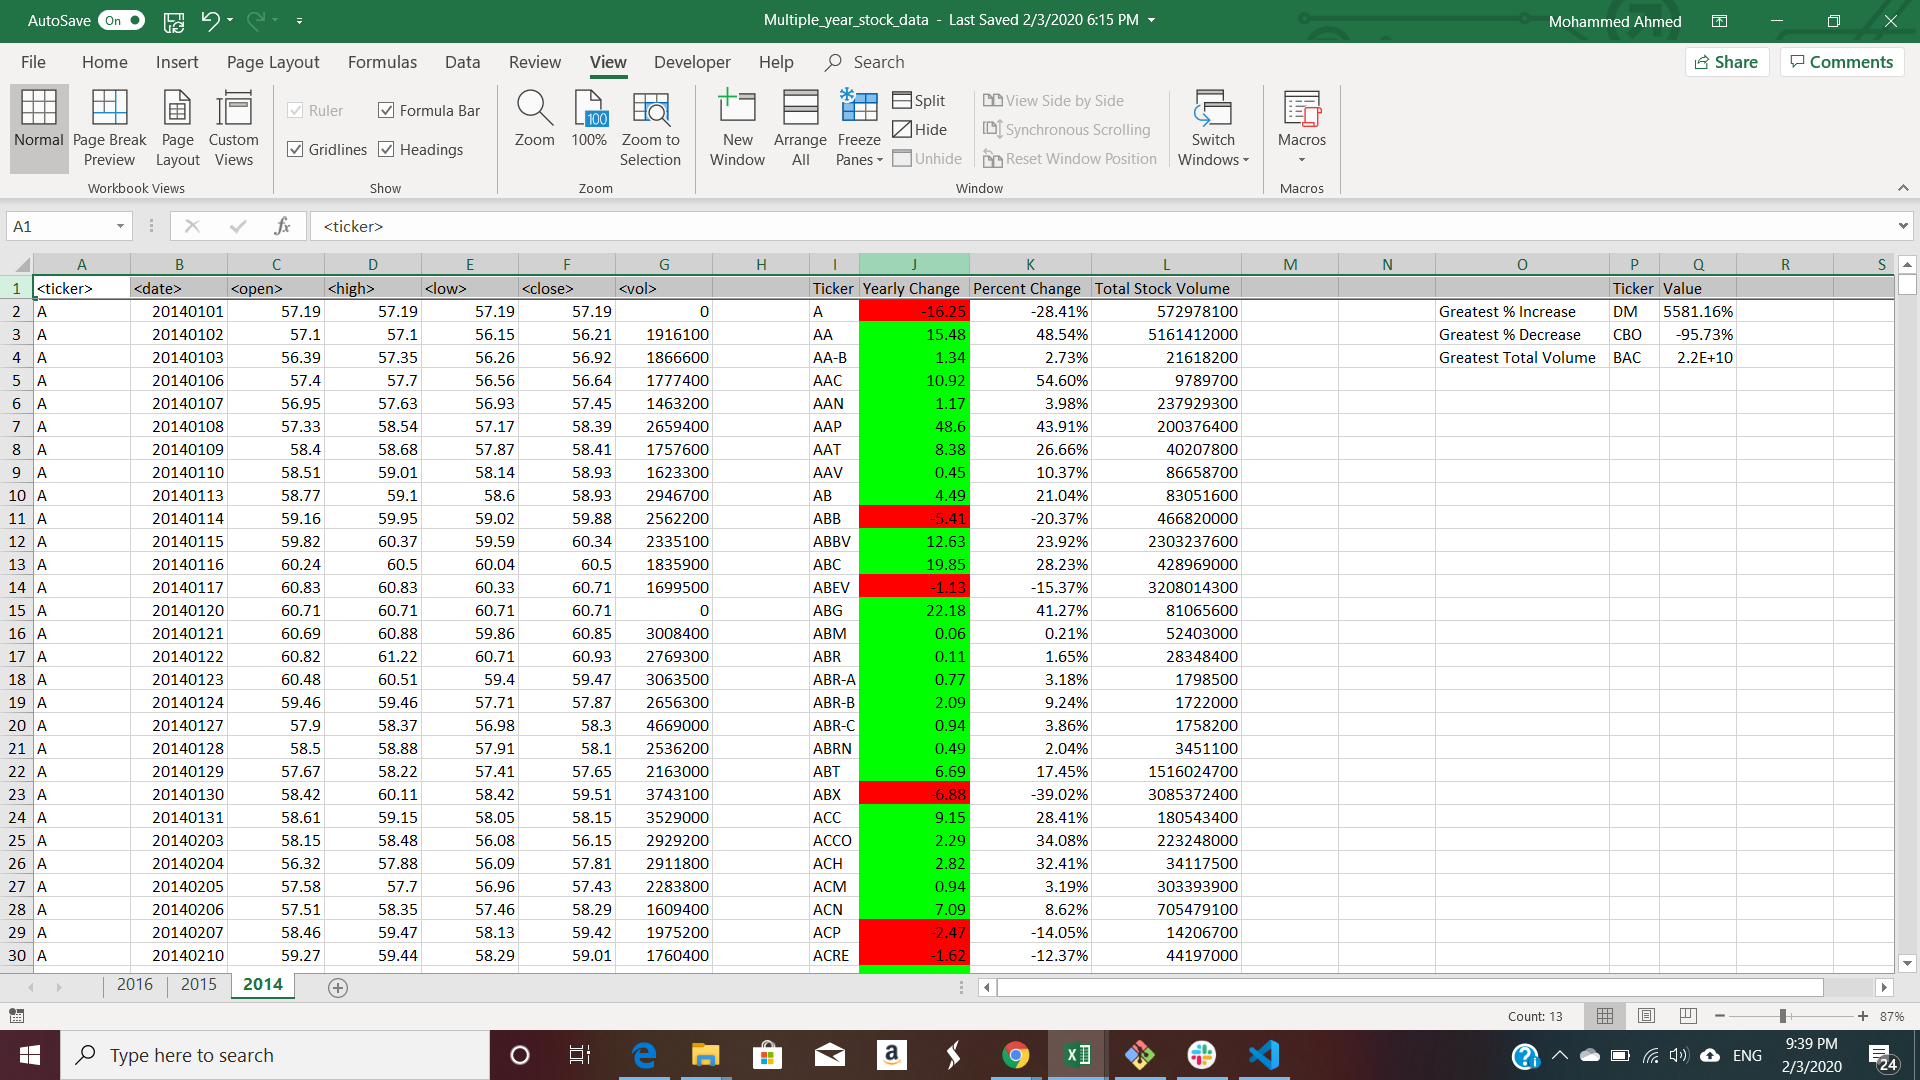 AutoSave On Multiple_year_stock_data - Last Saved 2/3/2020 6:15 PM Mohammed Ahmed
File Home Insert Page Layout Formulas Data Review View Developer Help Search Share Comments
Normal Page Break Preview Page Layout Custom Views
Workbook Views
Ruler Formula Bar
Gridlines Headings
Show
Zoom 100% Zoom to Selection
Zoom
New Window Arrange All Freeze Panes
Split View Side by Side
Hide Synchronous Scrolling
Unhide Reset Window Position
Switch Windows
Window
Macros
Macros
A1 fx <ticker>
A B C D E F G H I J K L M N O P Q R S
1 <ticker> <date> <open> <high> <low> <close> <vol> Ticker Yearly Change Percent Change Total Stock Volume Ticker Value
2 A 20140101 57.19 57.19 57.19 57.19 0 A -16.25 -28.41% 572978100 Greatest % Increase DM 5581.16%
3 A 20140102 57.1 57.1 56.15 56.21 1916100 AA 15.48 48.54% 5161412000 Greatest % Decrease CBO -95.73%
4 A 20140103 56.39 57.35 56.26 56.92 1866600 AA-B 1.34 2.73% 21618200 Greatest Total Volume BAC 2.2E+10
5 A 20140106 57.4 57.7 56.56 56.64 1777400 AAC 10.92 54.60% 9789700
6 A 20140107 56.95 57.63 56.93 57.45 1463200 AAN 1.17 3.98% 237929300
7 A 20140108 57.33 58.54 57.17 58.39 2659400 AAP 48.6 43.91% 200376400
8 A 20140109 58.4 58.68 57.87 58.41 1757600 AAT 8.38 26.66% 40207800
9 A 20140110 58.51 59.01 58.14 58.93 1623300 AAV 0.45 10.37% 86658700
10 A 20140113 58.77 59.1 58.6 58.93 2946700 AB 4.49 21.04% 83051600
11 A 20140114 59.16 59.95 59.02 59.88 2562200 ABB -5.41 -20.37% 466820000
12 A 20140115 59.82 60.37 59.59 60.34 2335100 ABBV 12.63 23.92% 2303237600
13 A 20140116 60.24 60.5 60.04 60.5 1835900 ABC 19.85 28.23% 428969000
14 A 20140117 60.83 60.83 60.33 60.71 1699500 ABEV -1.13 -15.37% 3208014300
15 A 20140120 60.71 60.71 60.71 60.71 0 ABG 22.18 41.27% 81065600
16 A 20140121 60.69 60.88 59.86 60.85 3008400 ABM 0.06 0.21% 52403000
17 A 20140122 60.82 61.22 60.71 60.93 2769300 ABR 0.11 1.65% 28348400
18 A 20140123 60.48 60.51 59.4 59.47 3063500 ABR-A 0.77 3.18% 1798500
19 A 20140124 59.46 59.46 57.71 57.87 2656300 ABR-B 2.09 9.24% 1722000
20 A 20140127 57.9 58.37 56.98 58.3 4669000 ABR-C 0.94 3.86% 1758200
21 A 20140128 58.5 58.88 57.91 58.1 2536200 ABRN 0.49 2.04% 3451100
22 A 20140129 57.67 58.22 57.41 57.65 2163000 ABT 6.69 17.45% 1516024700
23 A 20140130 58.42 60.11 58.42 59.51 3743100 ABX -6.88 -39.02% 3085372400
24 A 20140131 58.61 59.15 58.05 58.15 3529000 ACC 9.15 28.41% 180543400
25 A 20140203 58.15 58.48 56.08 56.15 2929200 ACCO 2.29 34.08% 223248000
26 A 20140204 56.32 57.88 56.09 57.81 2911800 ACH 2.82 32.41% 34117500
27 A 20140205 57.58 57.7 56.96 57.43 2283800 ACM 0.94 3.19% 303393900
28 A 20140206 57.51 58.35 57.46 58.29 1609400 ACN 7.09 8.62% 705479100
29 A 20140207 58.46 59.47 58.13 59.42 1975200 ACP -2.47 -14.05% 14206700
30 A 20140210 59.27 59.44 58.29 59.01 1760400 ACRE -1.62 -12.37% 44197000
2016 2015 2014
Count: 13 87%
Type here to search ENG 9:39 PM
2/3/2020 24